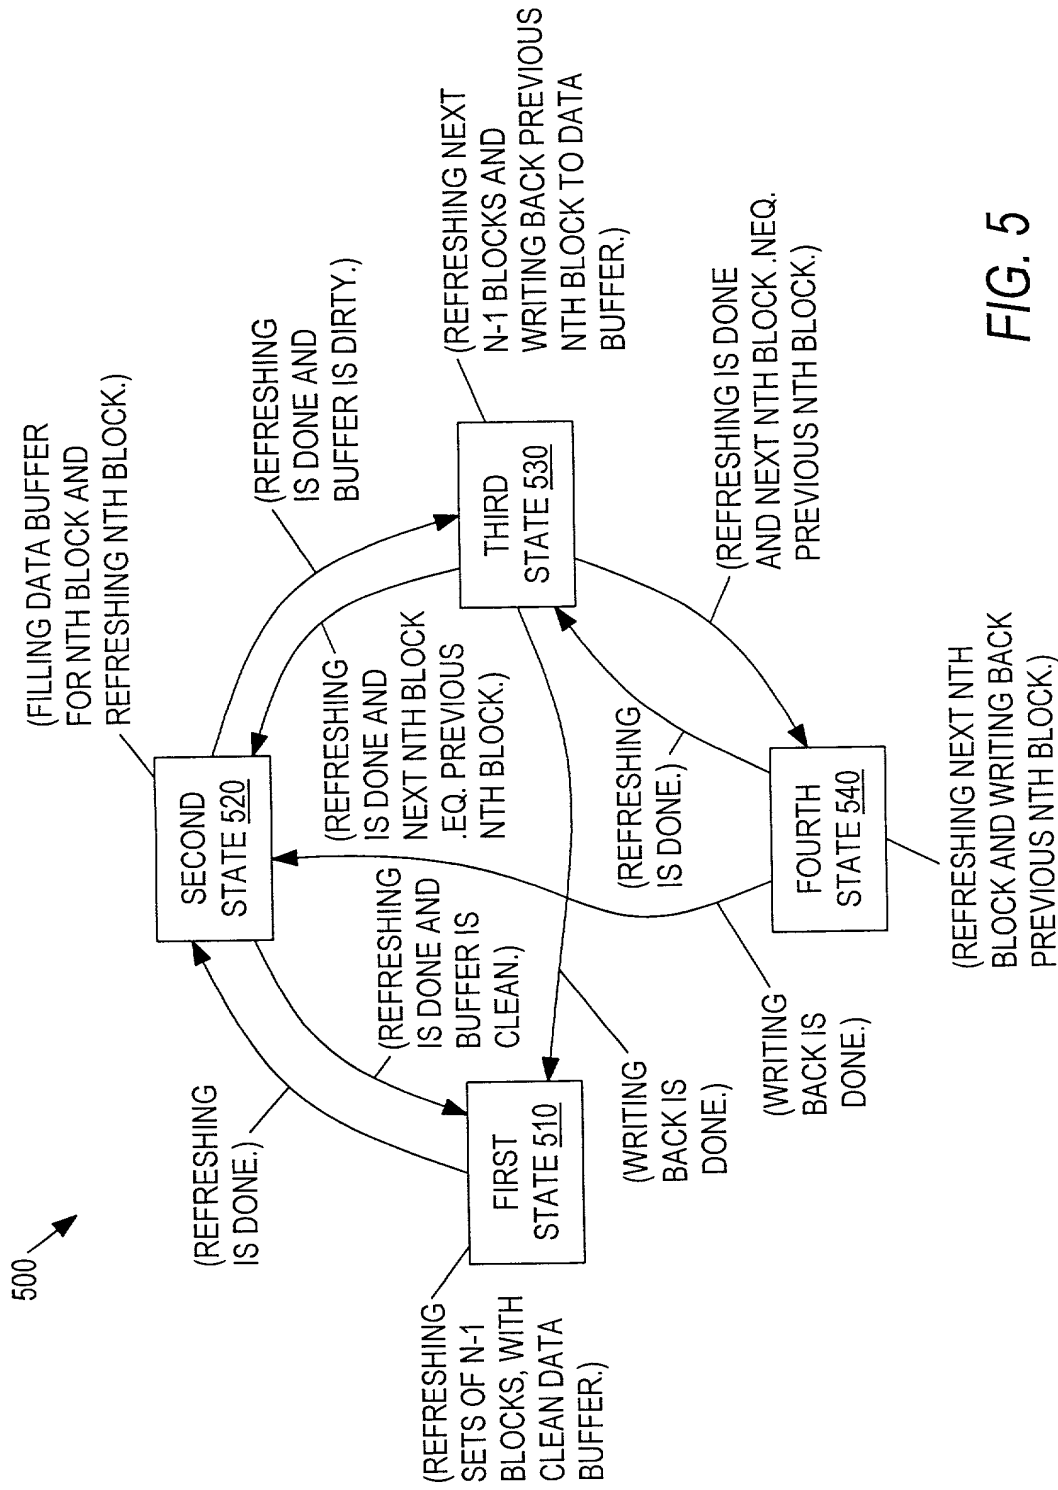 500
(FILLING DATA BUFFER
FOR NTH BLOCK AND
REFRESHING NTH BLOCK.)
SECOND
STATE 520
(REFRESHING
IS DONE.)
(REFRESHING
IS DONE AND
BUFFER IS DIRTY.)
(REFRESHING
IS DONE AND
NEXT NTH BLOCK
.EQ. PREVIOUS
NTH BLOCK.)
(REFRESHING
IS DONE AND
BUFFER IS
CLEAN.)
(REFRESHING
SETS OF N-1
BLOCKS, WITH
CLEAN DATA
BUFFER.)
FIRST
STATE 510
THIRD
STATE 530
(REFRESHING NEXT
N-1 BLOCKS AND
WRITING BACK PREVIOUS
NTH BLOCK TO DATA
BUFFER.)
(WRITING
BACK IS
DONE.)
(REFRESHING
IS DONE.)
(REFRESHING IS DONE
AND NEXT NTH BLOCK .NEQ.
PREVIOUS NTH BLOCK.)
(WRITING
BACK IS
DONE.)
FOURTH
STATE 540
(REFRESHING NEXT NTH
BLOCK AND WRITING BACK
PREVIOUS NTH BLOCK.)
FIG. 5